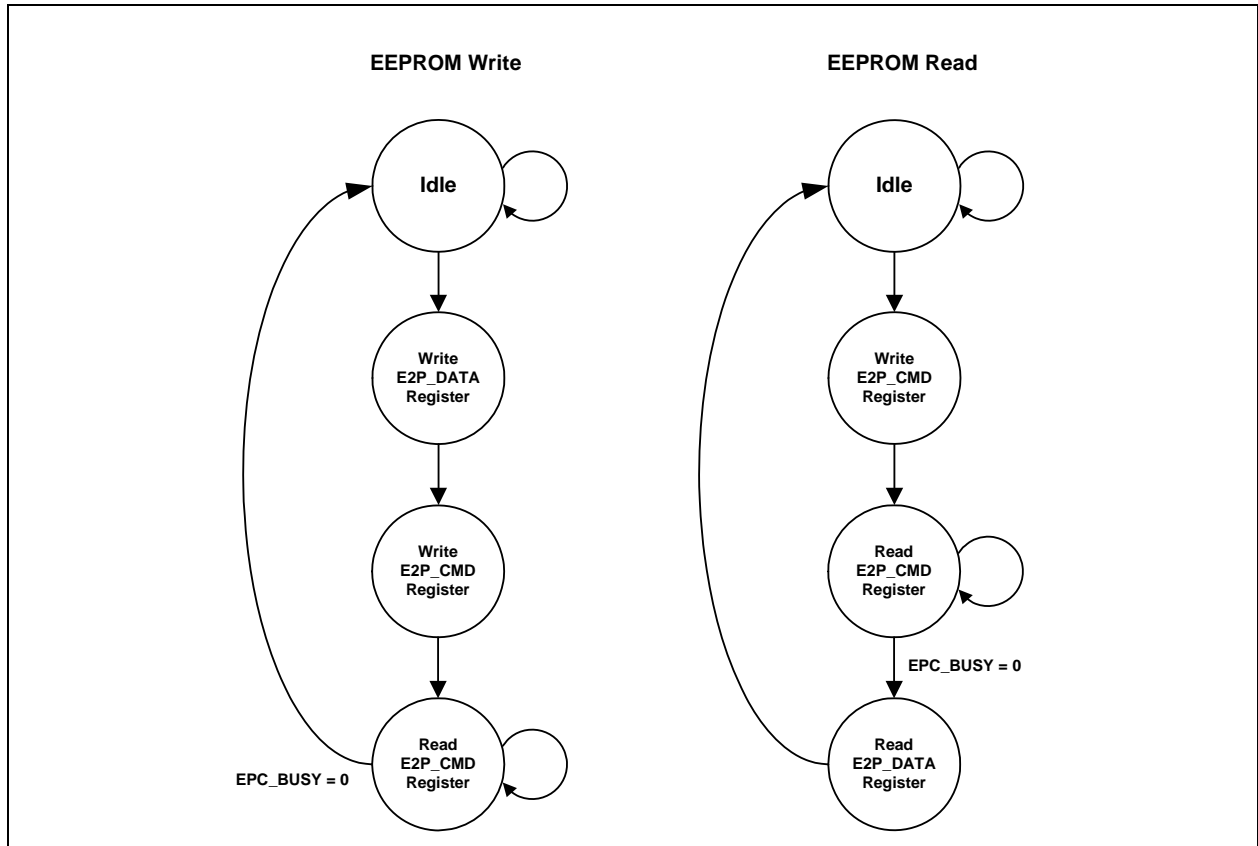 EEPROM Write
Idle
Write
E2P_DATA
Register
Write
E2P_CMD
Register
Read
E2P_CMD
Register
EPC_BUSY = 0
EEPROM Read
Idle
Write
E2P_CMD
Register
Read
E2P_CMD
Register
EPC_BUSY = 0
Read
E2P_DATA
Register